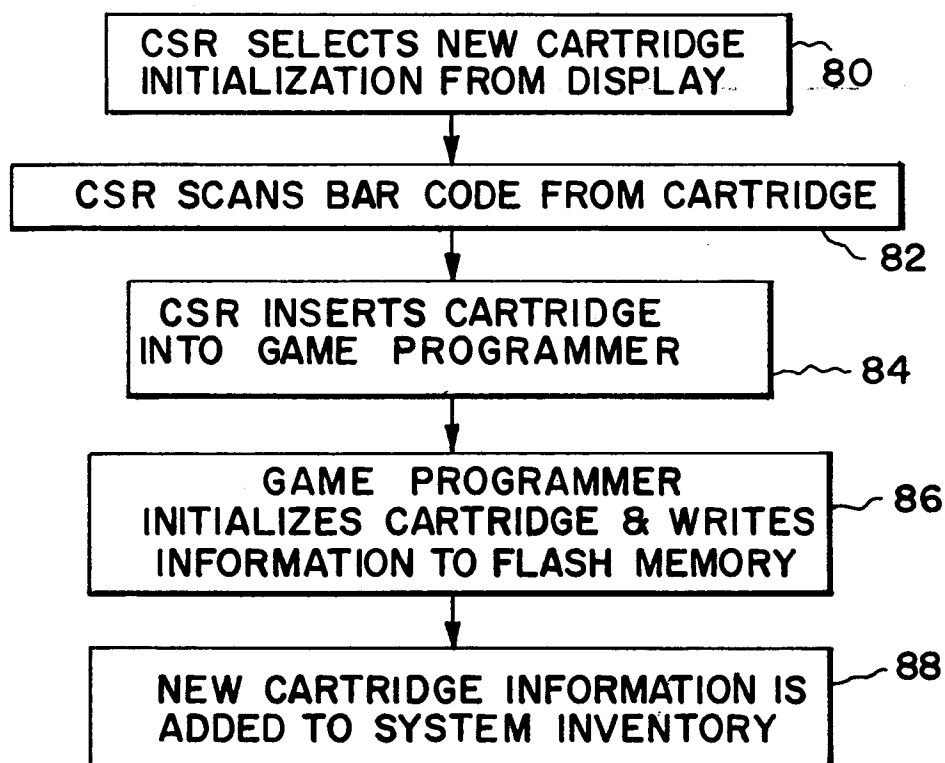 CSR SELECTS NEW CARTRIDGE
INITIALIZATION FROM DISPLAY
80
CSR SCANS BAR CODE FROM CARTRIDGE
82
CSR INSERTS CARTRIDGE
INTO GAME PROGRAMMER
84
GAME PROGRAMMER
INITIALIZES CARTRIDGE & WRITES
INFORMATION TO FLASH MEMORY
86
NEW CARTRIDGE INFORMATION IS
ADDED TO SYSTEM INVENTORY
88